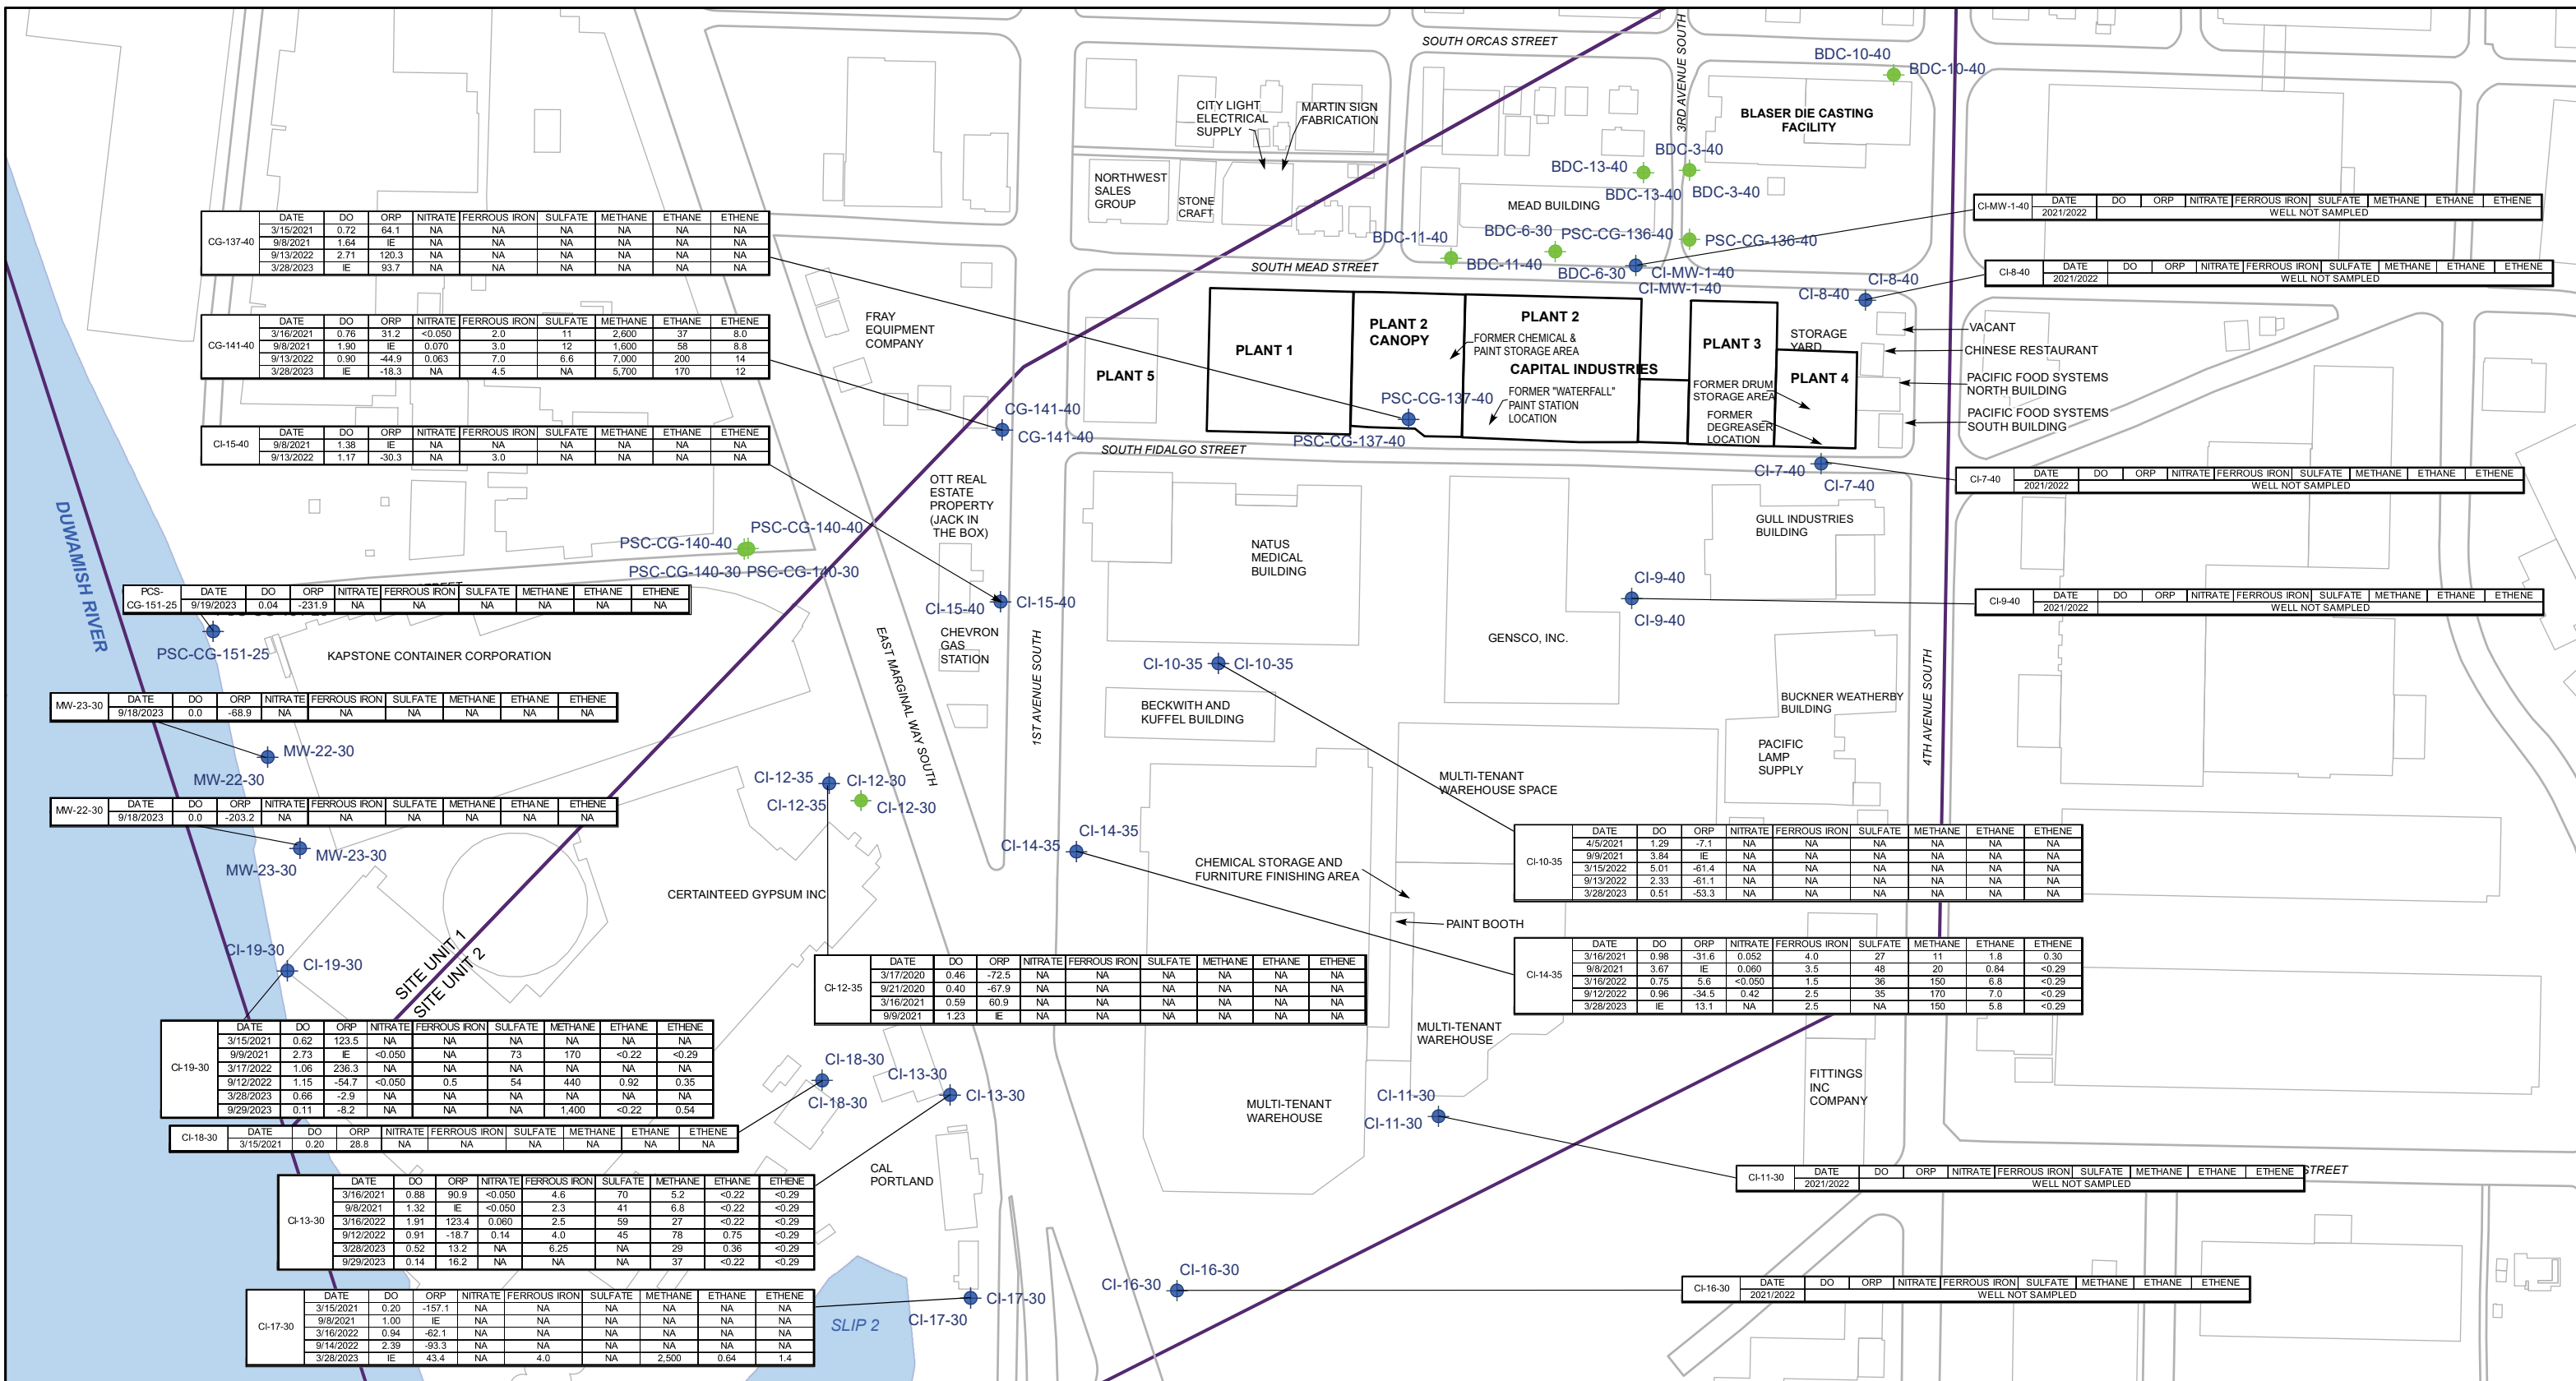 SOUTH ORCAS STREET
3RD AVENUE SOUTH
BDC-10-40
BDC-10-40
BLASER DIE CASTING
FACILITY
CITY LIGHT
ELECTRICAL
SUPPLY
MARTIN SIGN
FABRICATION
NORTHWEST
SALES
GROUP
STONE
CRAFT
BDC-13-40
BDC-13-40
BDC-3-40
BDC-3-40
MEAD BUILDING
BDC-11-40
BDC-11-40
BDC-6-30
BDC-6-30
PSC-CG-136-40
PSC-CG-136-40
CI-MW-1-40
CI-MW-1-40
SOUTH MEAD STREET
CI-8-40
CI-8-40
CG-137-40
DATE DO ORP NITRATE FERROUS IRON SULFATE METHANE ETHANE ETHENE
3/15/2021 0.72 64.1 NA NA NA NA NA NA
9/8/2021 1.64 IE NA NA NA NA NA NA
9/13/2022 2.71 120.3 NA NA NA NA NA NA
3/28/2023 IE 93.7 NA NA NA NA NA NA
CG-141-40
DATE DO ORP NITRATE FERROUS IRON SULFATE METHANE ETHANE ETHENE
3/16/2021 0.76 31.2 <0.050 2.0 11 2,600 37 8.0
9/8/2021 1.90 IE 0.070 3.0 12 1,600 58 8.8
9/13/2022 0.90 -44.9 0.063 7.0 6.6 7,000 200 14
3/28/2023 IE -18.3 NA 4.5 NA 5,700 170 12
CI-15-40
DATE DO ORP NITRATE FERROUS IRON SULFATE METHANE ETHANE ETHENE
9/8/2021 1.38 IE NA NA NA NA NA NA
9/13/2022 1.17 -30.3 NA 3.0 NA NA NA NA
CI-MW-1-40
DATE DO ORP NITRATE FERROUS IRON SULFATE METHANE ETHANE ETHENE
2021/2022 WELL NOT SAMPLED
CI-8-40
DATE DO ORP NITRATE FERROUS IRON SULFATE METHANE ETHANE ETHENE
2021/2022 WELL NOT SAMPLED
FRAY
EQUIPMENT
COMPANY
PLANT 5
PLANT 1
PLANT 2
CANOPY
PLANT 2
FORMER CHEMICAL &
PAINT STORAGE AREA
CAPITAL INDUSTRIES
FORMER "WATERFALL"
PAINT STATION
LOCATION
PLANT 3
STORAGE
YARD
PLANT 4
FORMER DRUM
STORAGE AREA
FORMER
DEGREASER
LOCATION
VACANT
CHINESE RESTAURANT
PACIFIC FOOD SYSTEMS
NORTH BUILDING
PACIFIC FOOD SYSTEMS
SOUTH BUILDING
PSC-CG-137-40
PSC-CG-137-40
CG-141-40
CG-141-40
SOUTH FIDALGO STREET
CI-7-40
CI-7-40
CI-7-40
DATE DO ORP NITRATE FERROUS IRON SULFATE METHANE ETHANE ETHENE
2021/2022 WELL NOT SAMPLED
OTT REAL
ESTATE
PROPERTY
(JACK IN
THE BOX)
NATUS
MEDICAL
BUILDING
GULL INDUSTRIES
BUILDING
DUWAMISH RIVER
PSC-CG-140-40
PSC-CG-140-40
PSC-CG-140-30
PSC-CG-140-30
PCS-
CG-151-25
DATE DO ORP NITRATE FERROUS IRON SULFATE METHANE ETHANE ETHENE
9/19/2023 0.04 -231.9 NA NA NA NA NA NA
PSC-CG-151-25
KAPSTONE CONTAINER CORPORATION
CI-15-40
CI-15-40
CHEVRON
GAS
STATION
EAST MARGINAL WAY SOUTH
1ST AVENUE SOUTH
CI-9-40
CI-9-40
CI-9-40
DATE DO ORP NITRATE FERROUS IRON SULFATE METHANE ETHANE ETHENE
2021/2022 WELL NOT SAMPLED
GENSCO, INC.
CI-10-35
CI-10-35
BECKWITH AND
KUFFEL BUILDING
BUCKNER WEATHERBY
BUILDING
4TH AVENUE SOUTH
PACIFIC
LAMP
SUPPLY
MULTI-TENANT
WAREHOUSE SPACE
MW-23-30
DATE DO ORP NITRATE FERROUS IRON SULFATE METHANE ETHANE ETHENE
9/18/2023 0.0 -68.9 NA NA NA NA NA NA
MW-22-30
MW-22-30
MW-22-30
DATE DO ORP NITRATE FERROUS IRON SULFATE METHANE ETHANE ETHENE
9/18/2023 0.0 -203.2 NA NA NA NA NA NA
MW-23-30
MW-23-30
CI-12-35
CI-12-35
CI-12-30
CI-12-30
CI-14-35
CI-14-35
CERTAINTEED GYPSUM INC
CHEMICAL STORAGE AND
FURNITURE FINISHING AREA
PAINT BOOTH
CI-10-35
DATE DO ORP NITRATE FERROUS IRON SULFATE METHANE ETHANE ETHENE
4/5/2021 1.29 -7.1 NA NA NA NA NA NA
9/9/2021 3.84 IE NA NA NA NA NA NA
3/15/2022 5.01 -61.4 NA NA NA NA NA NA
9/13/2022 2.33 -61.1 NA NA NA NA NA NA
3/28/2023 0.51 -53.3 NA NA NA NA NA NA
CI-14-35
DATE DO ORP NITRATE FERROUS IRON SULFATE METHANE ETHANE ETHENE
3/16/2021 0.98 -31.6 0.052 4.0 27 11 1.8 0.30
9/8/2021 3.67 IE 0.060 3.5 48 20 0.84 <0.29
3/16/2022 0.75 5.6 <0.050 1.5 36 150 6.8 <0.29
9/12/2022 0.96 -34.5 0.42 2.5 35 170 7.0 <0.29
3/28/2023 IE 13.1 NA 2.5 NA 150 5.8 <0.29
CI-12-35
DATE DO ORP NITRATE FERROUS IRON SULFATE METHANE ETHANE ETHENE
3/17/2020 0.46 -72.5 NA NA NA NA NA NA
9/21/2020 0.40 -67.9 NA NA NA NA NA NA
3/16/2021 0.59 60.9 NA NA NA NA NA NA
9/9/2021 1.23 IE NA NA NA NA NA NA
CI-19-30
CI-19-30
SITE UNIT 1
SITE UNIT 2
CI-19-30
DATE DO ORP NITRATE FERROUS IRON SULFATE METHANE ETHANE ETHENE
3/15/2021 0.62 123.5 NA NA NA NA NA NA
9/9/2021 2.73 IE <0.050 NA 73 170 <0.22 <0.29
3/17/2022 1.06 236.3 NA NA NA NA NA NA
9/12/2022 1.15 -54.7 <0.050 0.5 54 440 0.92 0.35
3/28/2023 0.66 -2.9 NA NA NA NA NA NA
9/29/2023 0.11 -8.2 NA NA NA 1,400 <0.22 0.54
CI-18-30
DATE DO ORP NITRATE FERROUS IRON SULFATE METHANE ETHANE ETHENE
3/15/2021 0.20 28.8 NA NA NA NA NA NA
CI-18-30
CI-18-30
CI-13-30
CI-13-30
MULTI-TENANT
WAREHOUSE
MULTI-TENANT
WAREHOUSE
CI-11-30
CI-11-30
FITTINGS
INC
COMPANY
CAL
PORTLAND
CI-13-30
DATE DO ORP NITRATE FERROUS IRON SULFATE METHANE ETHANE ETHENE
3/16/2021 0.88 90.9 <0.050 4.6 70 5.2 <0.22 <0.29
9/8/2021 1.32 IE <0.050 2.3 41 6.8 <0.22 <0.29
3/16/2022 1.91 123.4 0.060 2.5 59 27 <0.22 <0.29
9/12/2022 0.91 -18.7 0.14 4.0 45 78 0.75 <0.29
3/28/2023 0.52 13.2 NA 6.25 NA 29 0.36 <0.29
9/29/2023 0.14 16.2 NA NA NA 37 <0.22 <0.29
CI-11-30
DATE DO ORP NITRATE FERROUS IRON SULFATE METHANE ETHANE ETHENE
2021/2022 WELL NOT SAMPLED
STREET
CI-17-30
DATE DO ORP NITRATE FERROUS IRON SULFATE METHANE ETHANE ETHENE
3/15/2021 0.20 -157.1 NA NA NA NA NA NA
9/8/2021 1.00 IE NA NA NA NA NA NA
3/16/2022 0.94 -62.1 NA NA NA NA NA NA
9/14/2022 2.39 -93.3 NA NA NA NA NA NA
3/28/2023 IE 43.4 NA 4.0 NA 2,500 0.64 1.4
SLIP 2
CI-17-30
CI-17-30
CI-16-30
CI-16-30
CI-16-30
DATE DO ORP NITRATE FERROUS IRON SULFATE METHANE ETHANE ETHENE
2021/2022 WELL NOT SAMPLED